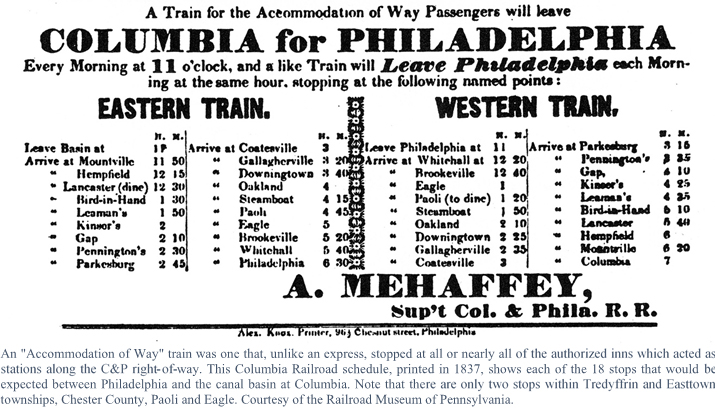 A Train for the Accommodation of Way Passengers will leave
COLUMBIA for PHILADELPHIA
Every Morning at 11 o'clock, and a like Train will Leave Philadelphia each Morn-
ing at the same hour, stopping at the following named points:
EASTERN TRAIN.
H. M.
Leave Basin at 11
Arrive at Mountville 11 50
" Hempfield 12 15
" Lancaster (dine) 12 30
" Bird-in-Hand 1 30
" Leaman's 1 50
" Kinsor's 2
" Gap 2 10
" Pennington's 2 30
" Parkesburg 2 45
H. M.
Arrive at Coatesville 3
" Gallagherville 3 20
" Downingtown 3 40
" Oakland 4
" Steamboat 4 15
" Paoli 4 45
" Eagle 5
" Brookeville 5 20
" Whitehall 5 40
" Philadelphia 6 30
WESTERN TRAIN.
H. M.
Leave Philadelphia at 11
Arrive at Whitehall at 12 20
" Brookeville 12 40
" Eagle 1
" Paoli (to dine) 1 20
" Steamboat 1 50
" Oakland 2 10
" Downingtown 2 25
" Gallagherville 2 35
" Coatesville 3
H. M.
Arrive at Parkesburg 3 15
" Pennington's 3 35
" Gap, 4 10
" Kinsor's 4 25
" Leaman's 4 35
" Bird-in-Hand 5 10
" Lancaster 5 40
" Hempfield 6
" Mountville 6 20
" Columbia 7
A. MEHAFFEY,
Sup't Col. & Phila. R. R.
Alex. Knox. Printer, 96½ Chesnut street, Philadelphia
An "Accommodation of Way" train was one that, unlike an express, stopped at all or nearly all of the authorized inns which acted as
stations along the C&P right-of-way. This Columbia Railroad schedule, printed in 1837, shows each of the 18 stops that would be
expected between Philadelphia and the canal basin at Columbia. Note that there are only two stops within Tredyffrin and Easttown
townships, Chester County, Paoli and Eagle. Courtesy of the Railroad Museum of Pennsylvania.